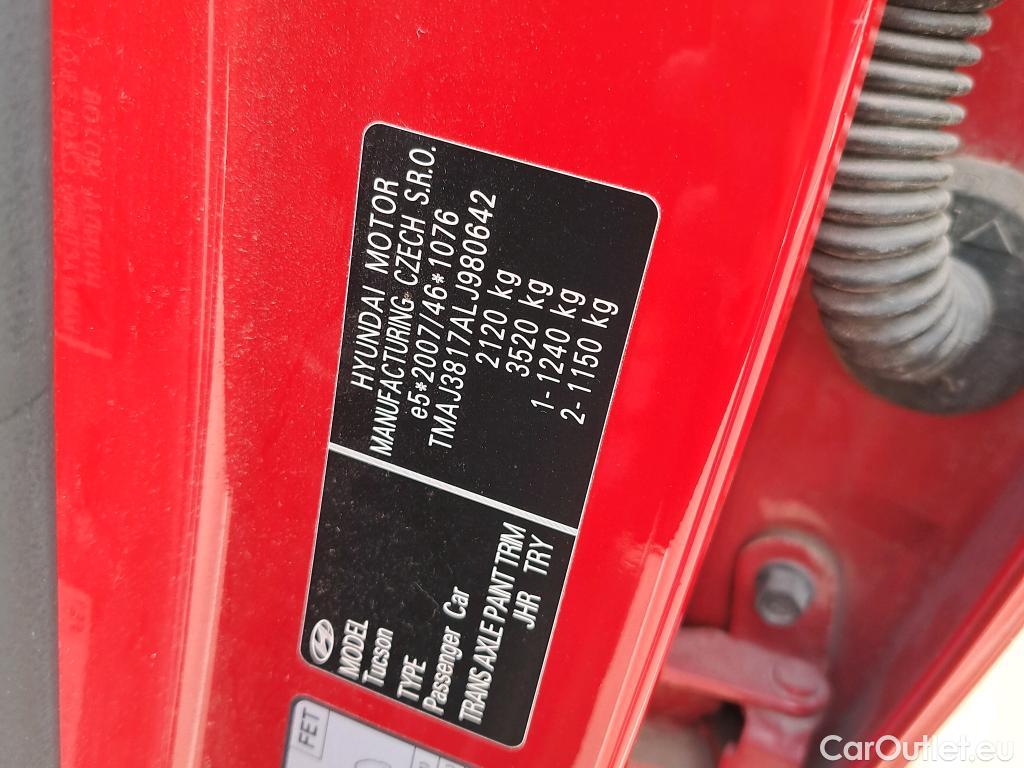 HYUNDAI MOTOR
MANUFACTURING CZECH S.R.O.
e5*2007/46*1076
TMAJ3817ALJ980642
2120 kg
3520 kg
1- 1240 kg
2- 1150 kg
MODEL
Tucson
TYPE
Passenger Car
TRANS AXLE PAINT TRIM
JHR TRY
FET
CarOutlet.eu